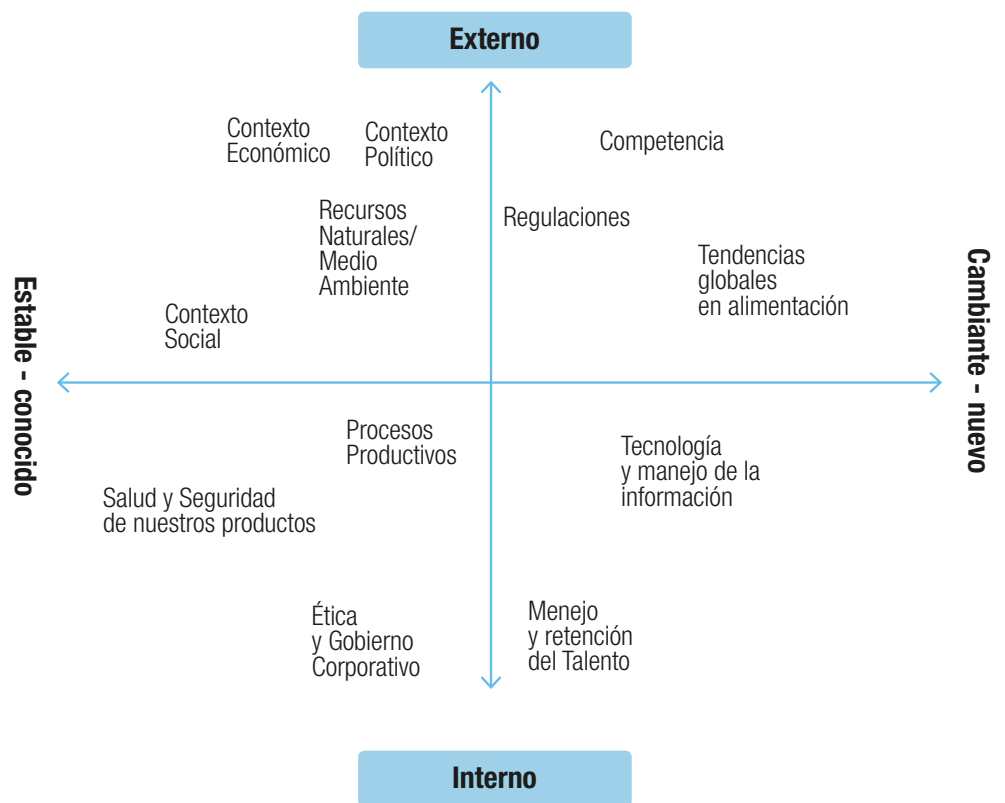 Externo
Contexto
Económico
Contexto
Político
Competencia
Recursos
Naturales/
Medio
Ambiente
Regulaciones
Tendencias
globales
en alimentación
Contexto
Social
Estable - conocido
Cambiante - nuevo
Procesos
Productivos
Tecnología
y manejo de la
información
Salud y Seguridad
de nuestros productos
Ética
y Gobierno
Corporativo
Menejo
y retención
del Talento
Interno